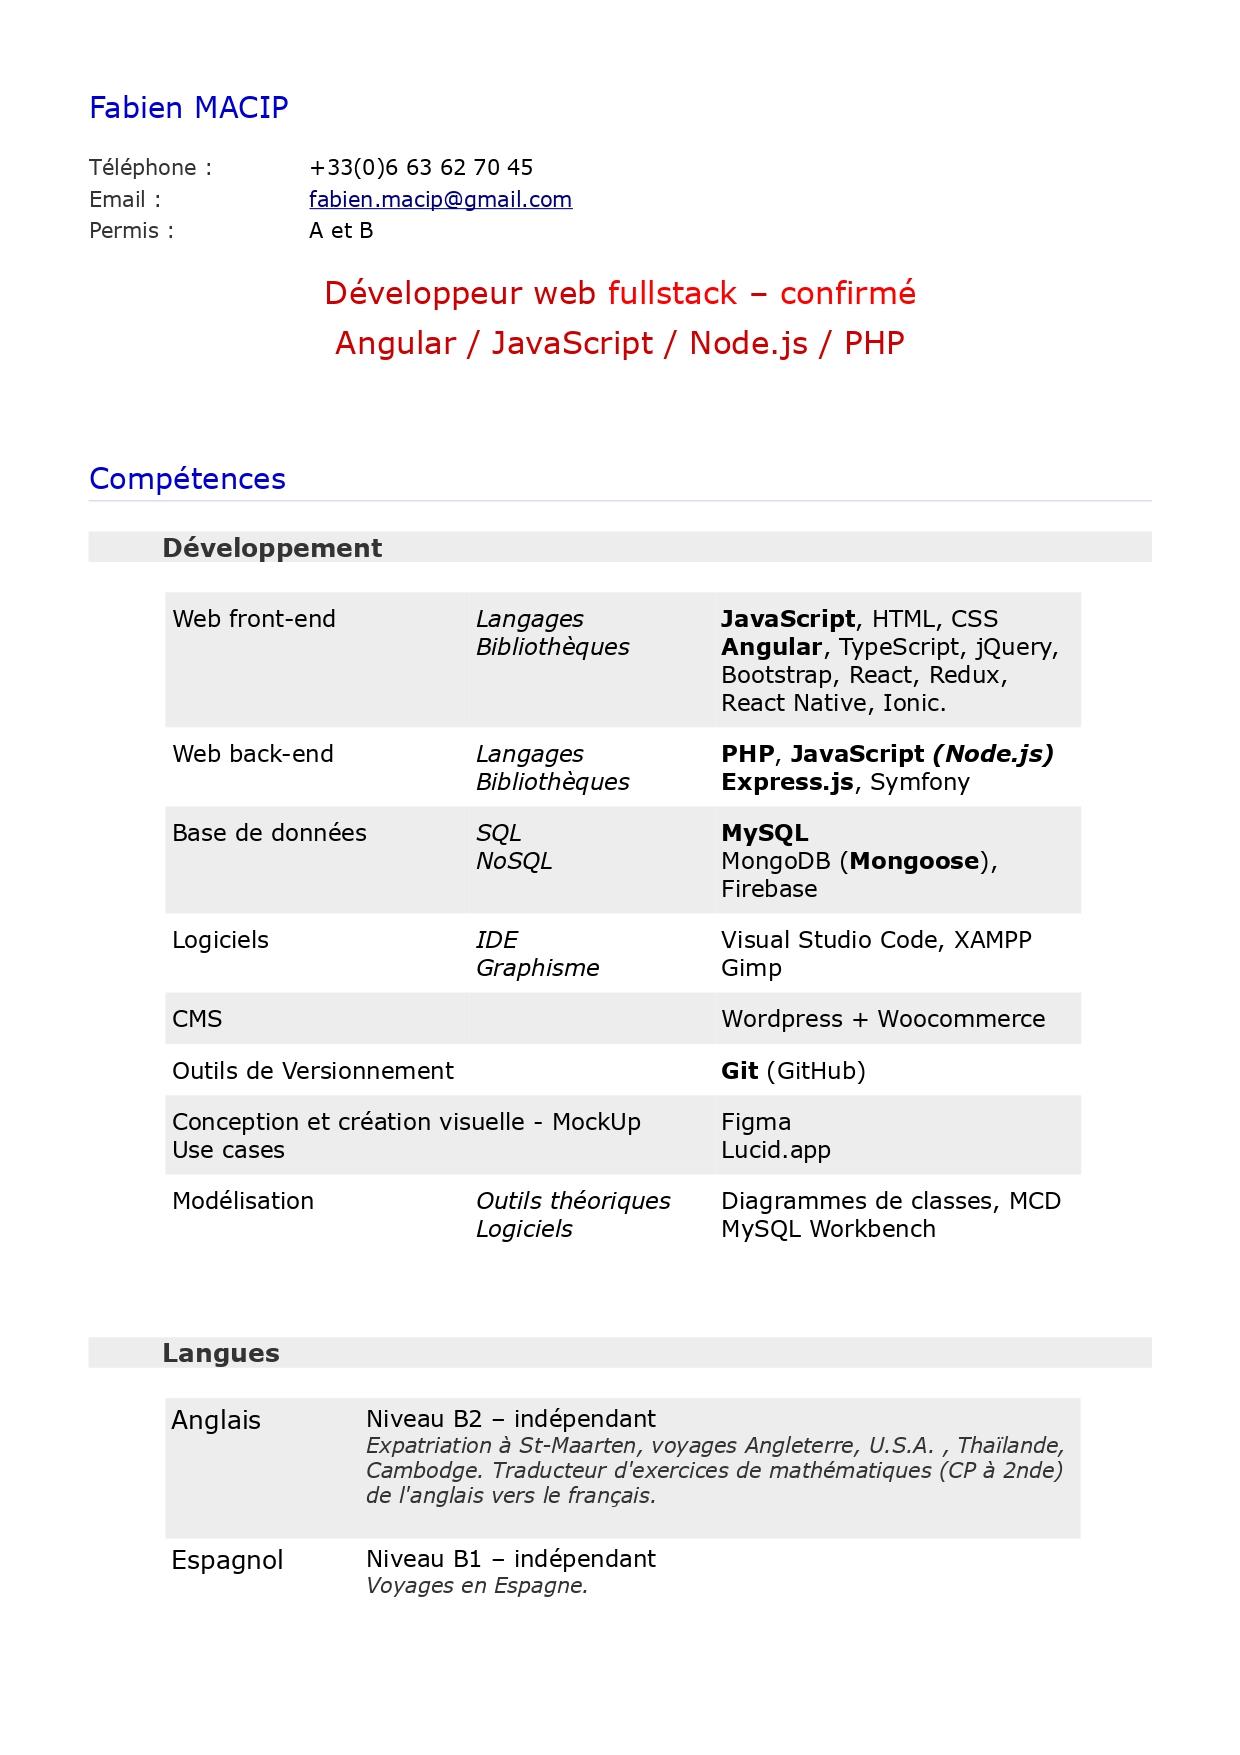 Fabien MACIP
Téléphone : +33(0)6 63 62 70 45
Email : fabien.macip@gmail.com
Permis : A et B
Développeur web fullstack – confirmé
Angular / JavaScript / Node.js / PHP
Compétences
Développement
Web front-end Langages JavaScript, HTML, CSS
Bibliothèques Angular, TypeScript, jQuery,
Bootstrap, React, Redux,
React Native, Ionic.
Web back-end Langages PHP, JavaScript (Node.js)
Bibliothèques Express.js, Symfony
Base de données SQL MySQL
NoSQL MongoDB (Mongoose),
Firebase
Logiciels IDE Visual Studio Code, XAMPP
Graphisme Gimp
CMS Wordpress + Woocommerce
Outils de Versionnement Git (GitHub)
Conception et création visuelle - MockUp Figma
Use cases Lucid.app
Modélisation Outils théoriques Diagrammes de classes, MCD
Logiciels MySQL Workbench
Langues
Anglais Niveau B2 – indépendant
Expatriation à St-Maarten, voyages Angleterre, U.S.A. , Thaïlande,
Cambodge. Traducteur d'exercices de mathématiques (CP à 2nde)
de l'anglais vers le français.
Espagnol Niveau B1 – indépendant
Voyages en Espagne.